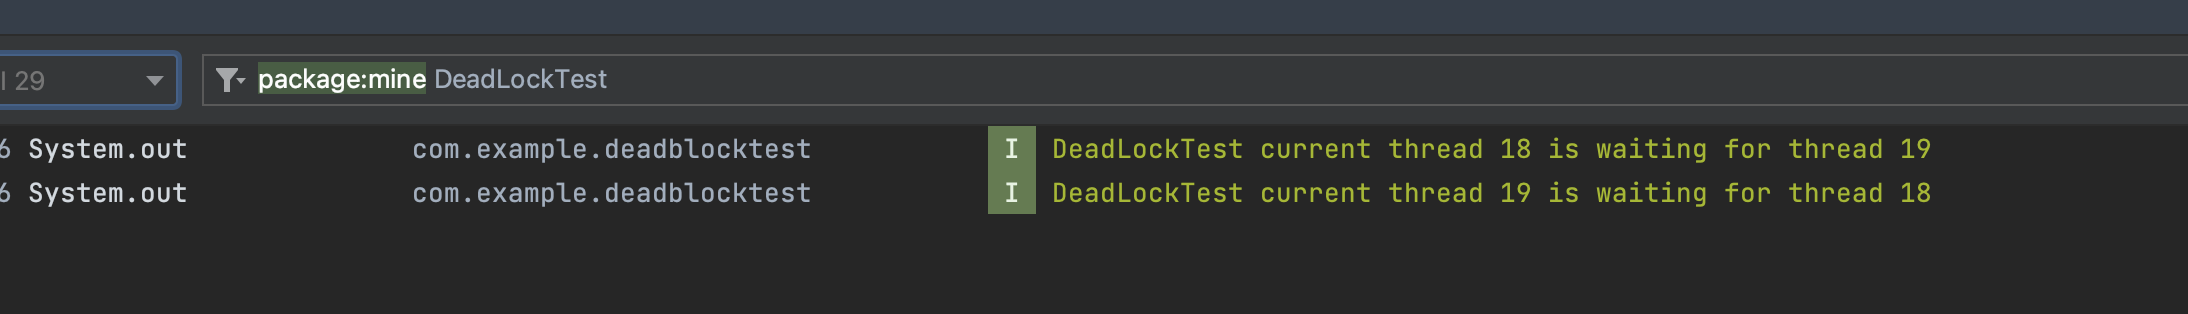 I 29 package:mine DeadLockTest
6 System.out com.example.deadblocktest I DeadLockTest current thread 18 is waiting for thread 19
6 System.out com.example.deadblocktest I DeadLockTest current thread 19 is waiting for thread 18